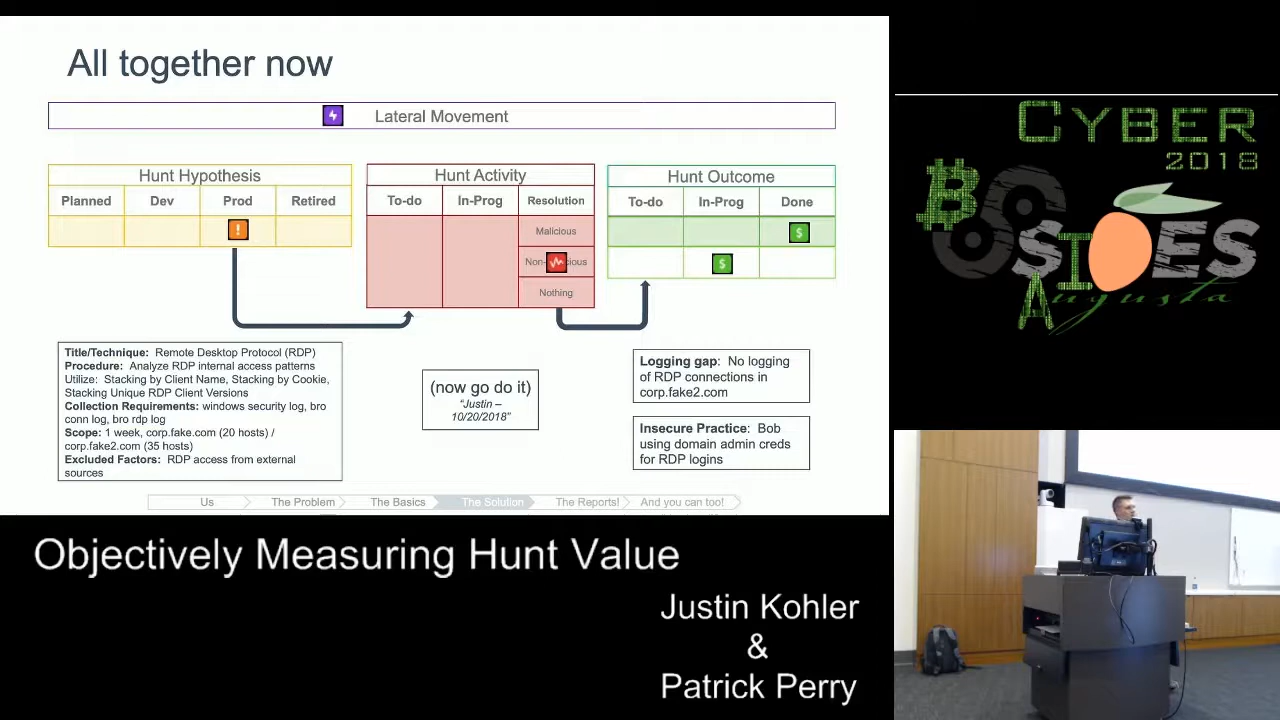 All together now
Lateral Movement
Hunt Hypothesis
Planned Dev Prod Retired
Hunt Activity
To-do In-Prog Resolution
Malicious
Nothing
Hunt Outcome
To-do In-Prog Done
Title/Technique: Remote Desktop Protocol (RDP)
Procedure: Analyze RDP internal access patterns
Utilize: Stacking by Client Name, Stacking by Cookie,
Stacking Unique RDP Client Versions
Collection Requirements: windows security log, bro
conn log, bro rdp log
Scope: 1 week, corp.fake.com (20 hosts) /
corp.fake2.com (35 hosts)
Excluded Factors: RDP access from external
sources
(now go do it)
"Justin –
10/20/2018"
Logging gap: No logging
of RDP connections in
corp.fake2.com
Insecure Practice: Bob
using domain admin creds
for RDP logins
Us The Problem The Basics The Solution The Reports! And you can too!
Objectively Measuring Hunt Value
Justin Kohler
&
Patrick Perry
CYBER
2018
BSIDES
Augusta